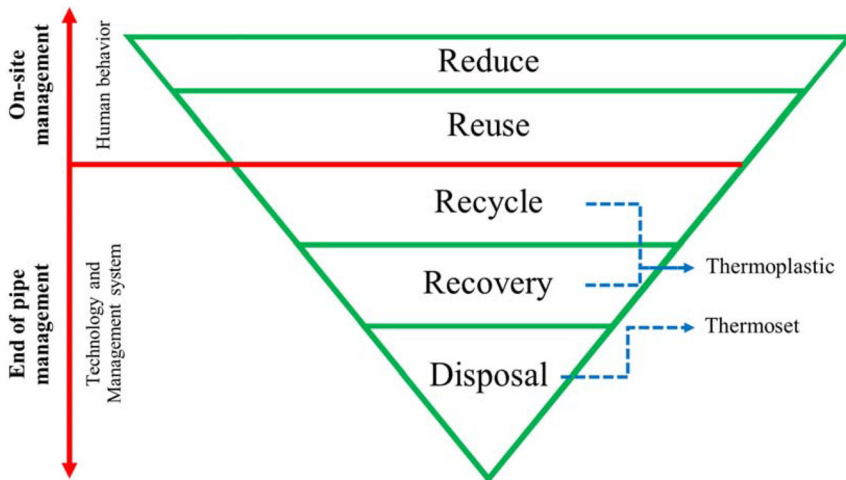 On-site
management
Human behavior
Reduce
Reuse
Recycle
Recovery
Disposal
Thermoplastic
Thermoset
End of pipe
management
Technology and
Management system